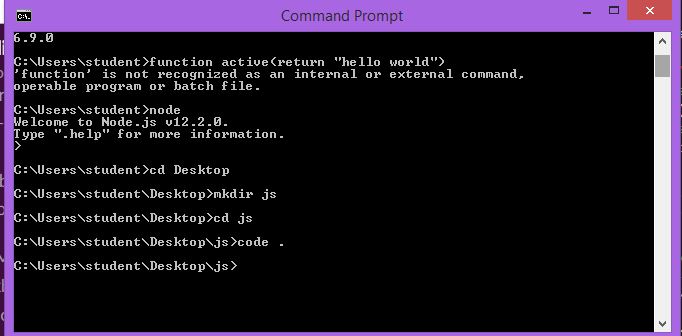 Command Prompt
6.9.0
C:\Users\student>function active(return "hello world")
'function' is not recognized as an internal or external command,
operable program or batch file.
C:\Users\student>node
Welcome to Node.js v12.2.0.
Type ".help" for more information.
>
C:\Users\student>cd Desktop
C:\Users\student\Desktop>mkdir js
C:\Users\student\Desktop>cd js
C:\Users\student\Desktop\js>code .
C:\Users\student\Desktop\js>